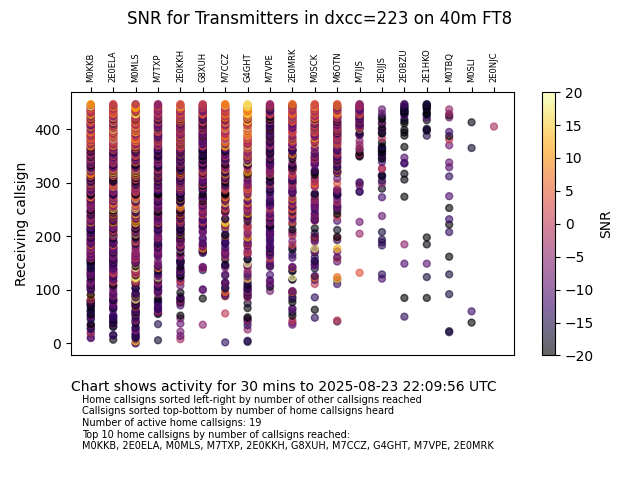 SNR for Transmitters in dxcc=223 on 40m FT8
M0KKB 2E0ELA M0MLS M7TXP 2E0KKH G8XUH M7CCZ G4GHT M7VPE 2E0MRK M0SCK M6OTN M7IJS 2E0JJS 2E0BZU 2E1HKO M0TBQ M0SLI 2E0NJC
Receiving callsign
400
300
200
100
0
20
15
10
5
0
−5
−10
−15
−20
SNR
Chart shows activity for 30 mins to 2025-08-23 22:09:56 UTC
Home callsigns sorted left-right by number of other callsigns reached
Callsigns sorted top-bottom by number of home callsigns heard
Number of active home callsigns: 19
Top 10 home callsigns by number of callsigns reached:
M0KKB, 2E0ELA, M0MLS, M7TXP, 2E0KKH, G8XUH, M7CCZ, G4GHT, M7VPE, 2E0MRK